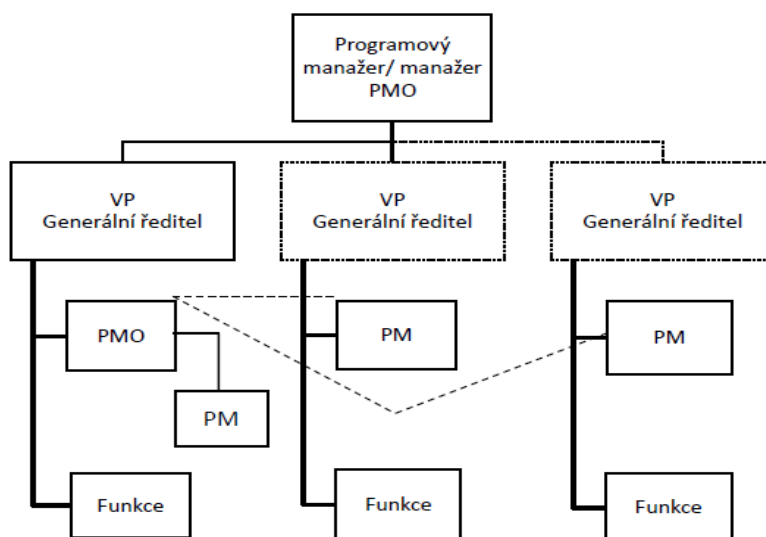 Programový
manažer/ manažer
PMO
VP
Generální ředitel
VP
Generální ředitel
VP
Generální ředitel
PMO
PM
PM
PM
Funkce
Funkce
Funkce